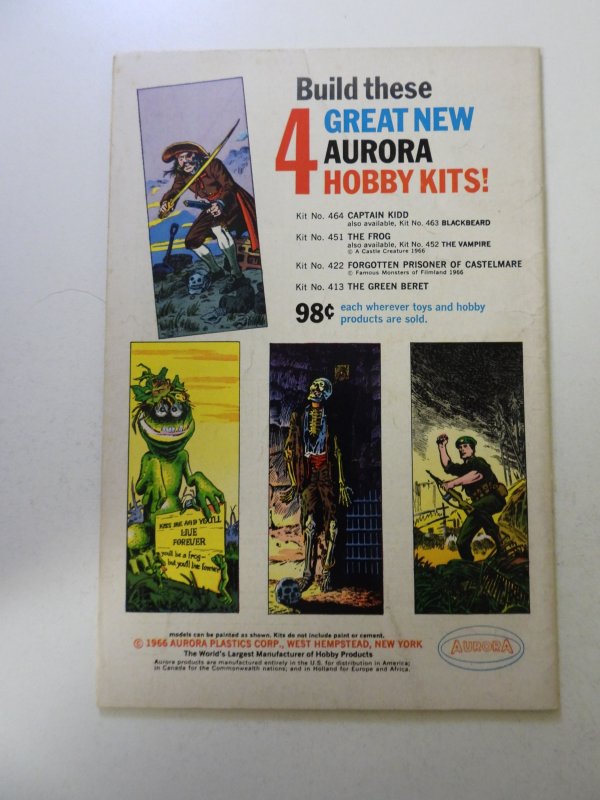 Build these
4 GREAT NEW
AURORA
HOBBY KITS!
Kit No. 464 CAPTAIN KIDD
also available, Kit No. 463 BLACKBEARD
Kit No. 451 THE FROG
also available, Kit No. 452 THE VAMPIRE
© A Castle Creature 1966
Kit No. 422 FORGOTTEN PRISONER OF CASTELMARE
© Famous Monsters of Filmland 1966
Kit No. 413 THE GREEN BERET
98¢ each wherever toys and hobby
products are sold.
KISS ME AND YOU'LL
LIVE
FOREVER
you'll be a frog—
but you'll live forever
models can be painted as shown. Kits do not include paint or cement.
© 1966 AURORA PLASTICS CORP., WEST HEMPSTEAD, NEW YORK
The World's Largest Manufacturer of Hobby Products
Aurora products are manufactured entirely in the U.S. for distribution in America;
in Canada for the Commonwealth nations; and in Holland for Europe and Africa.
AURORA